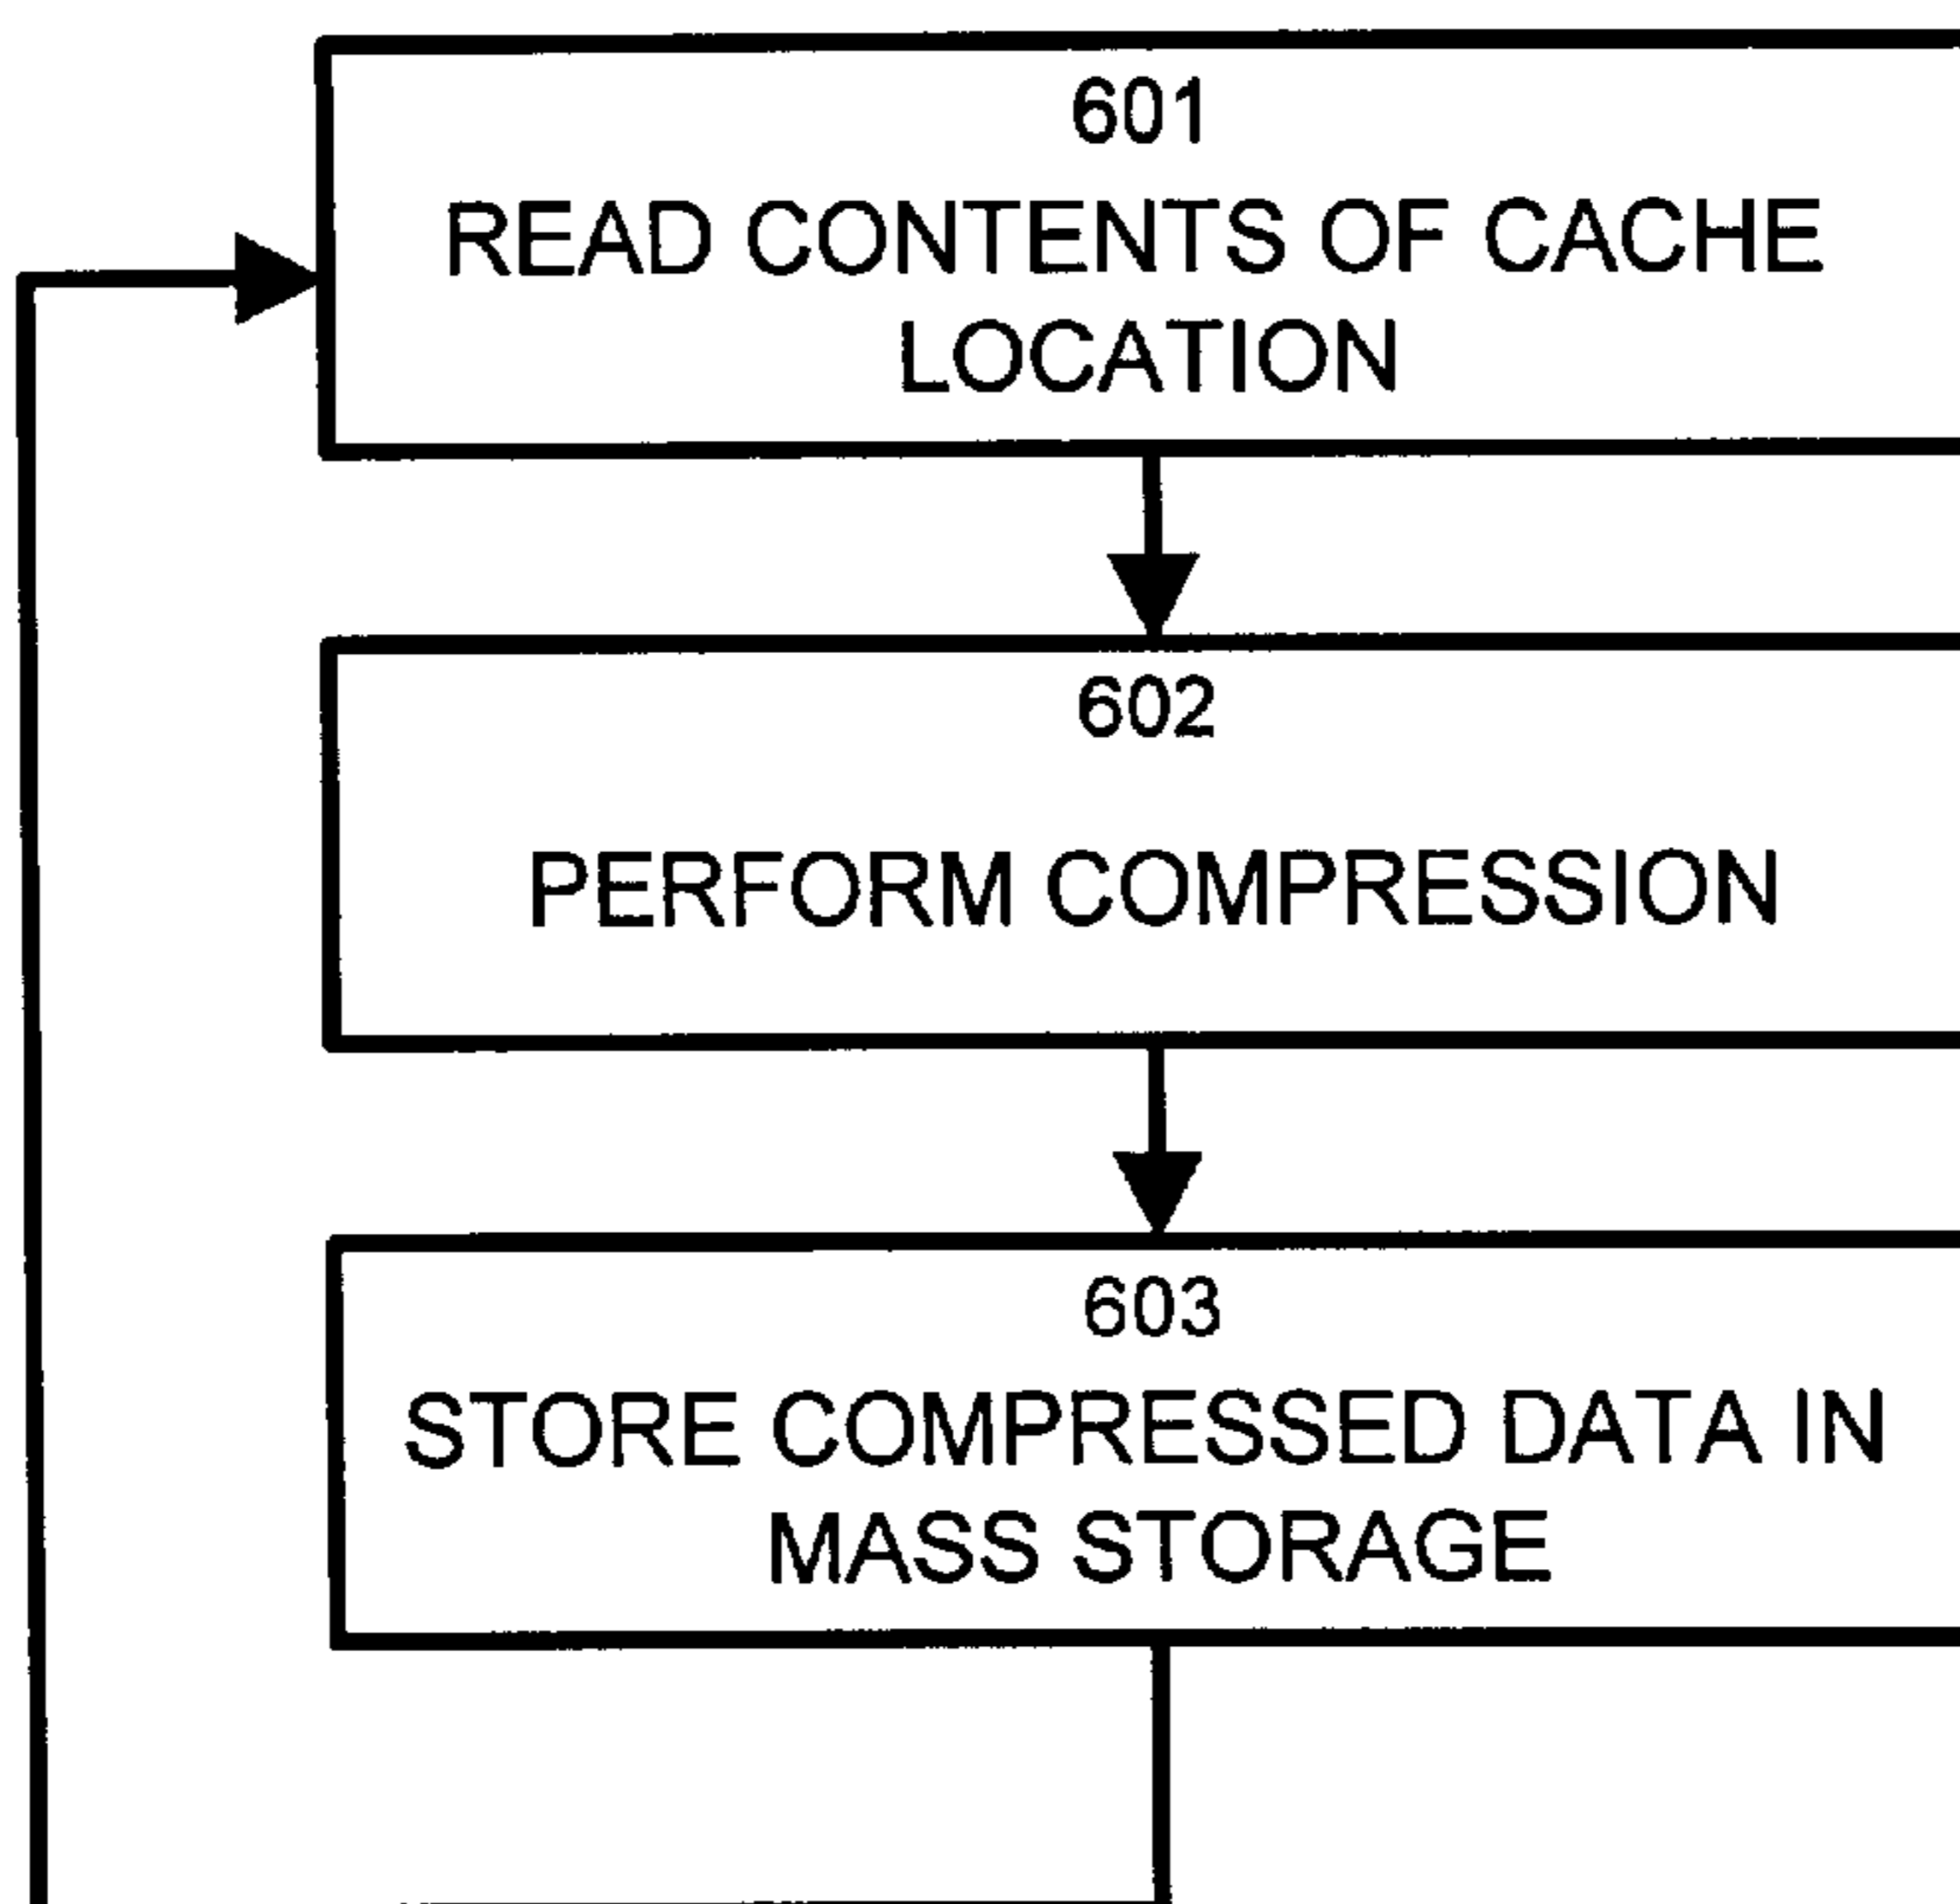 601
READ CONTENTS OF CACHE
LOCATION
602
PERFORM COMPRESSION
603
STORE COMPRESSED DATA IN
MASS STORAGE